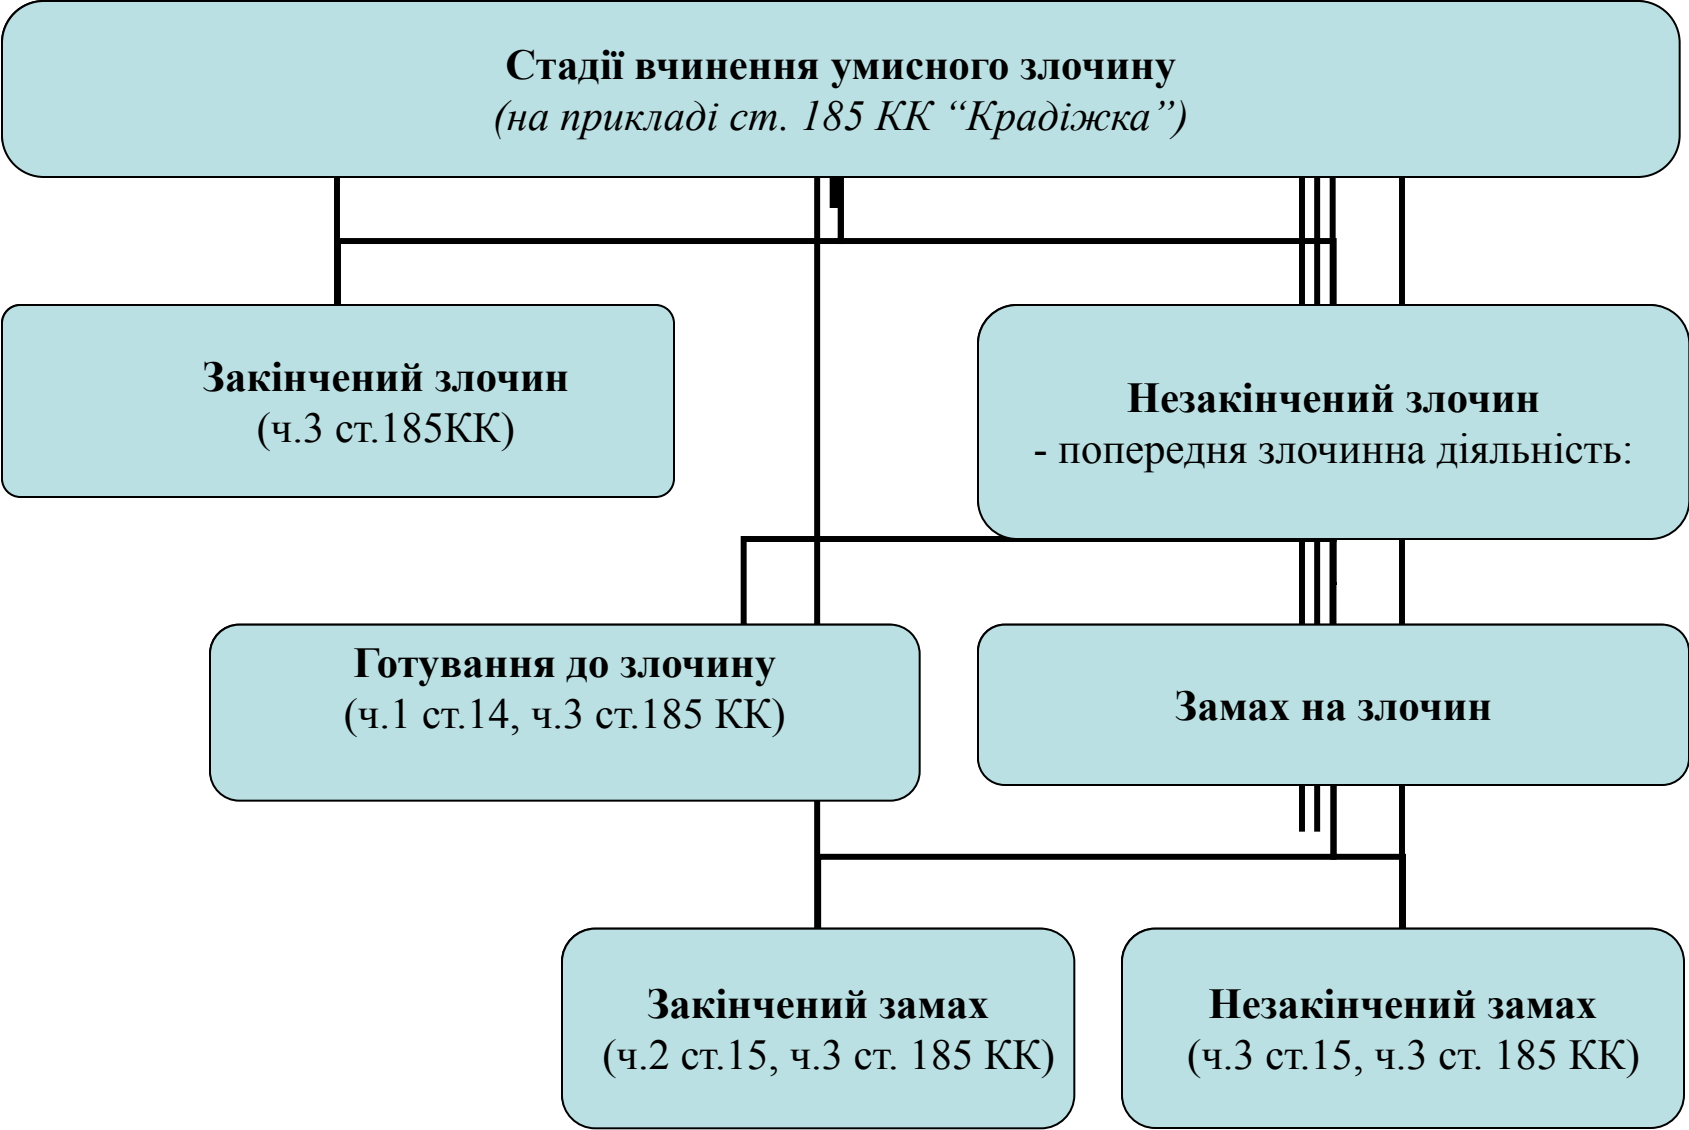 Стадії вчинення умисного злочину
(на прикладі ст. 185 КК “Крадіжка”)
Закінчений злочин
(ч.3 ст.185КК)
Незакінчений злочин
- попередня злочинна діяльність:
Готування до злочину
(ч.1 ст.14, ч.3 ст.185 КК)
Замах на злочин
Закінчений замах
(ч.2 ст.15, ч.3 ст. 185 КК)
Незакінчений замах
(ч.3 ст.15, ч.3 ст. 185 КК)